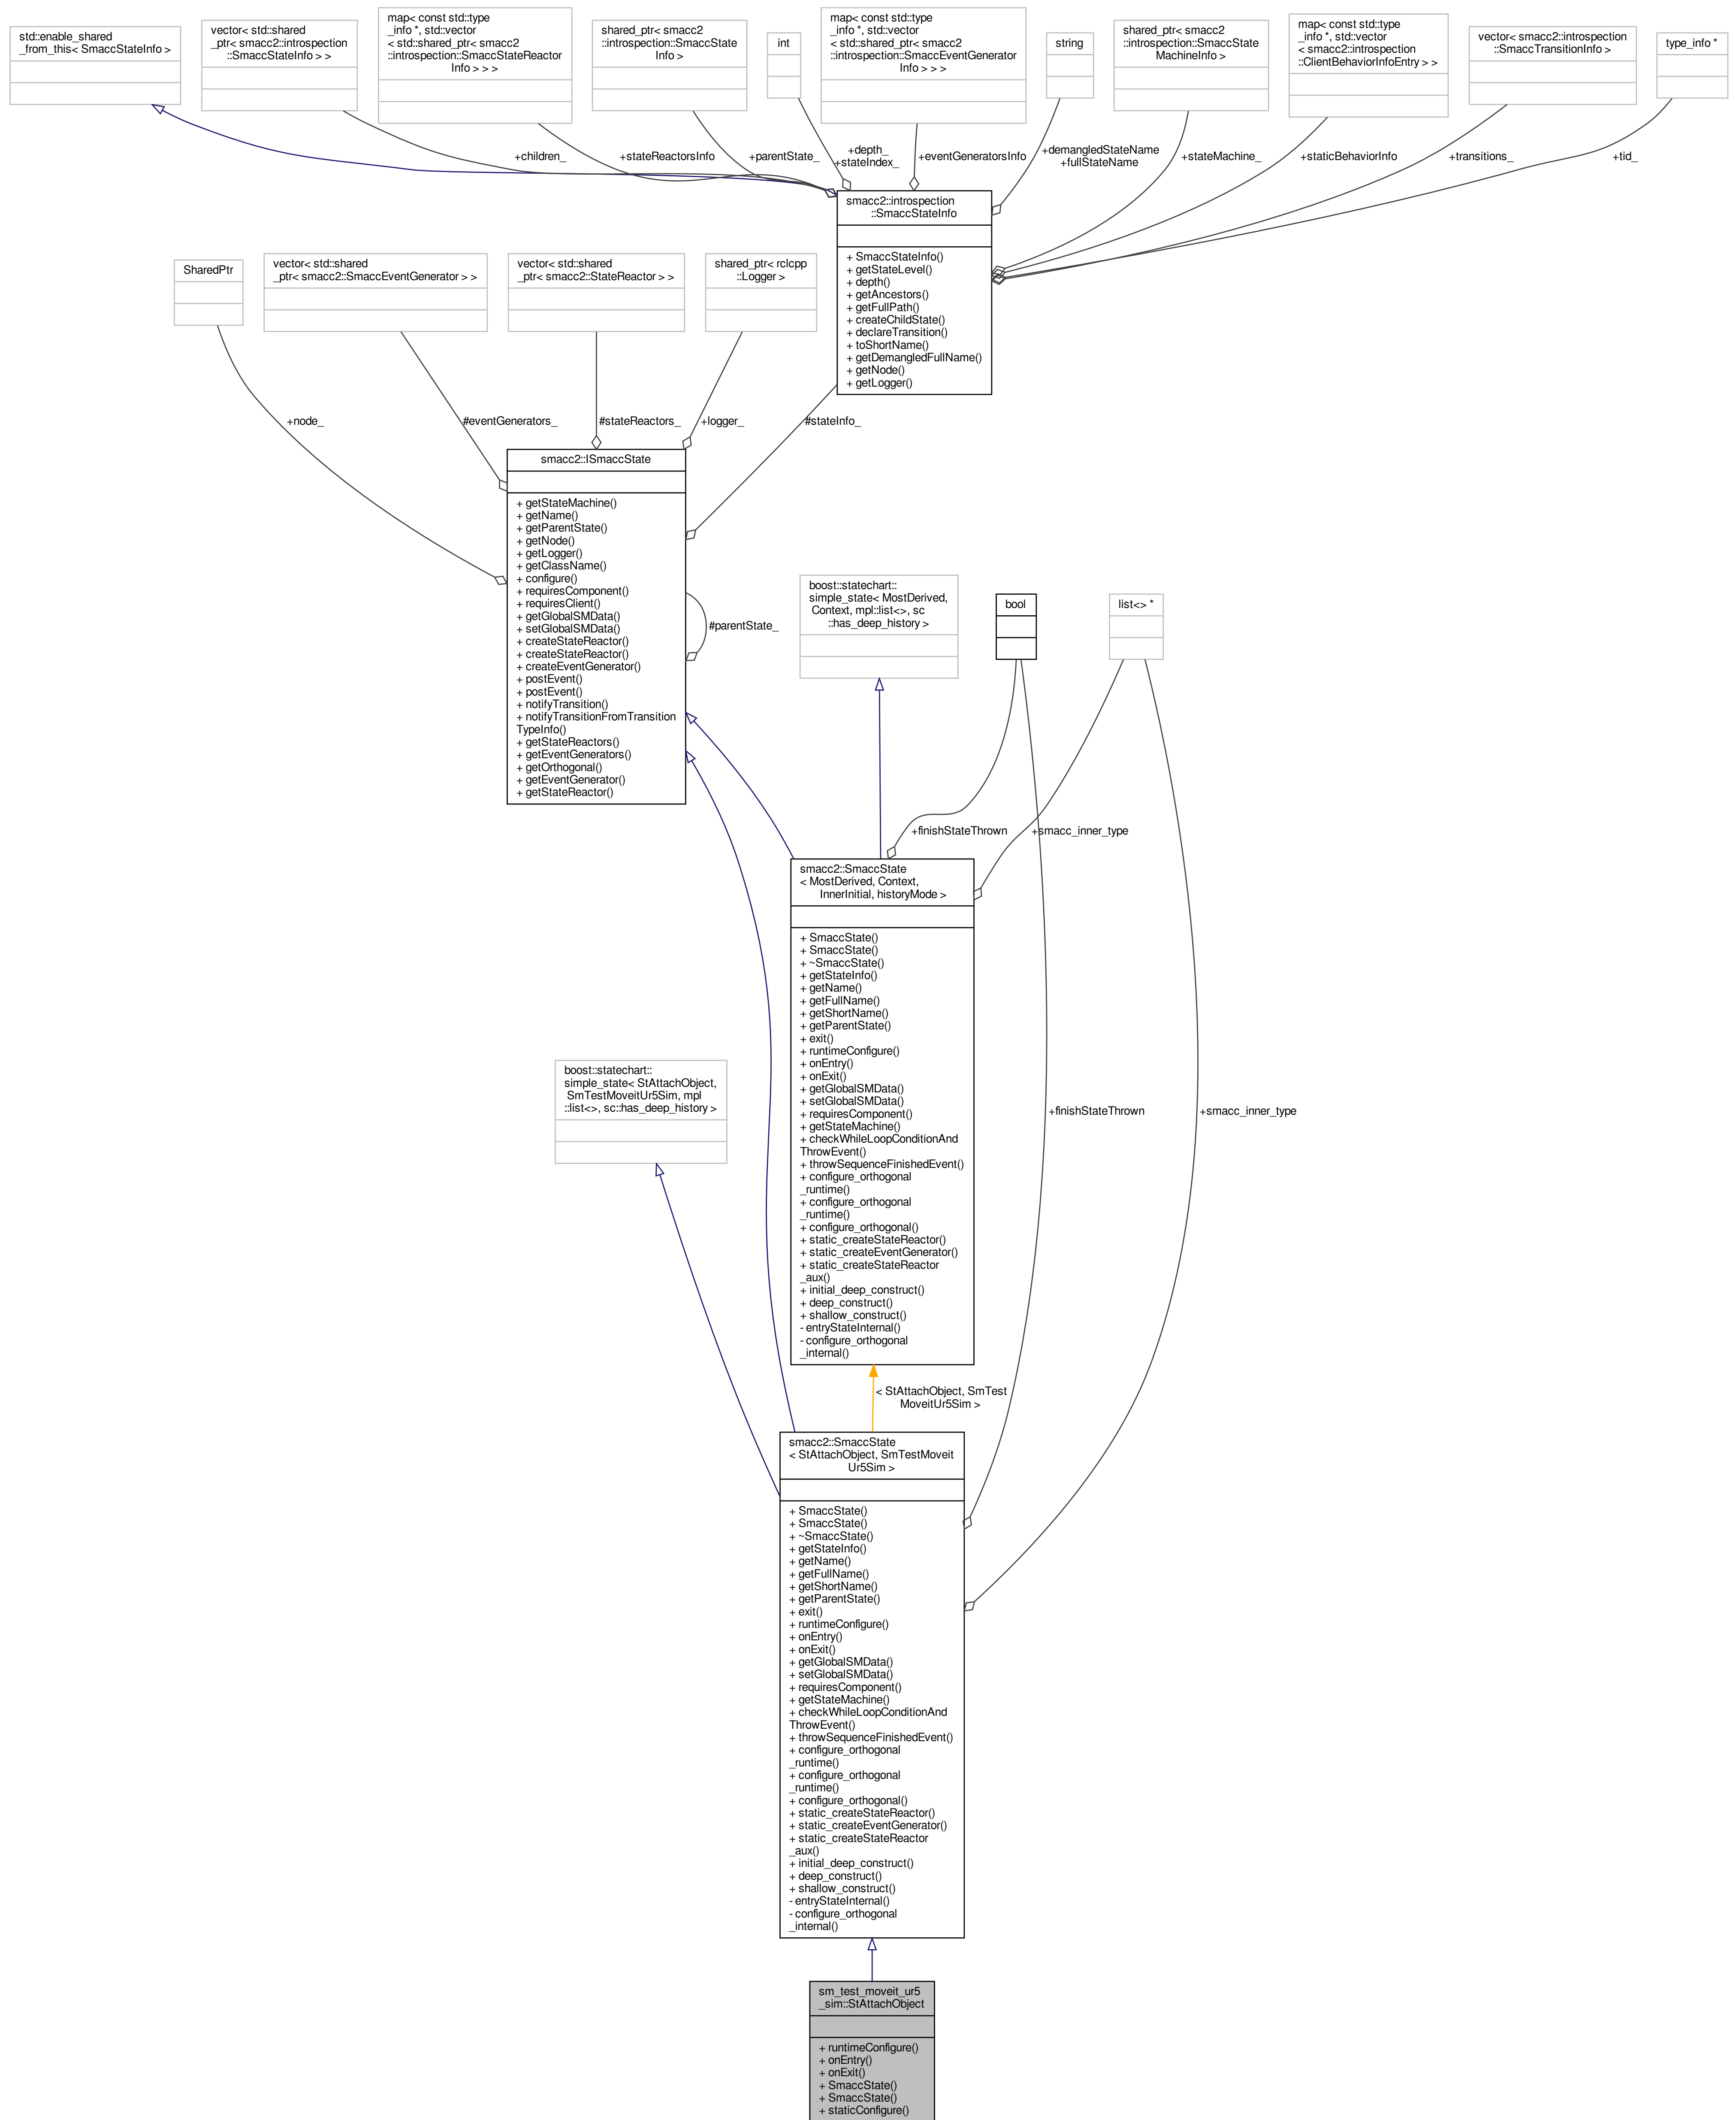 std::enable_shared
_from_this< SmaccStateInfo >
vector< std::shared
_ptr< smacc2::introspection
::SmaccStateInfo > >
map< const std::type
_info *, std::vector
< std::shared_ptr< smacc2
::introspection::SmaccStateReactor
Info > > >
shared_ptr< smacc2
::introspection::SmaccState
Info >
int
map< const std::type
_info *, std::vector
< std::shared_ptr< smacc2
::introspection::SmaccEventGenerator
Info > > >
string
shared_ptr< smacc2
::introspection::SmaccState
MachineInfo >
map< const std::type
_info *, std::vector
< smacc2::introspection
::ClientBehaviorInfoEntry > >
vector< smacc2::introspection
::SmaccTransitionInfo >
type_info *
+children_
+stateReactorsInfo
+parentState_
+depth_
+stateIndex_
+eventGeneratorsInfo
+demangledStateName
+fullStateName
+stateMachine_
+staticBehaviorInfo
+transitions_
+tid_
smacc2::introspection
::SmaccStateInfo
+ SmaccStateInfo()
+ getStateLevel()
+ depth()
+ getAncestors()
+ getFullPath()
+ createChildState()
+ declareTransition()
+ toShortName()
+ getDemangledFullName()
+ getNode()
+ getLogger()
SharedPtr
vector< std::shared
_ptr< smacc2::SmaccEventGenerator > >
vector< std::shared
_ptr< smacc2::StateReactor > >
shared_ptr< rclcpp
::Logger >
+node_
#eventGenerators_
#stateReactors_
+logger_
#stateInfo_
smacc2::ISmaccState
+ getStateMachine()
+ getName()
+ getParentState()
+ getNode()
+ getLogger()
+ getClassName()
+ configure()
+ requiresComponent()
+ requiresClient()
+ getGlobalSMData()
+ setGlobalSMData()
+ createStateReactor()
+ createStateReactor()
+ createEventGenerator()
+ postEvent()
+ postEvent()
+ notifyTransition()
+ notifyTransitionFromTransition
TypeInfo()
+ getStateReactors()
+ getEventGenerators()
+ getOrthogonal()
+ getEventGenerator()
+ getStateReactor()
#parentState_
boost::statechart::
simple_state< MostDerived,
Context, mpl::list<>, sc
::has_deep_history >
bool
list<> *
+finishStateThrown
+smacc_inner_type
smacc2::SmaccState
< MostDerived, Context,
InnerInitial, historyMode >
+ SmaccState()
+ SmaccState()
+ ~SmaccState()
+ getStateInfo()
+ getName()
+ getFullName()
+ getShortName()
+ getParentState()
+ exit()
+ runtimeConfigure()
+ onEntry()
+ onExit()
+ getGlobalSMData()
+ setGlobalSMData()
+ requiresComponent()
+ getStateMachine()
+ checkWhileLoopConditionAnd
ThrowEvent()
+ throwSequenceFinishedEvent()
+ configure_orthogonal
_runtime()
+ configure_orthogonal
_runtime()
+ configure_orthogonal()
+ static_createStateReactor()
+ static_createEventGenerator()
+ static_createStateReactor
_aux()
+ initial_deep_construct()
+ deep_construct()
+ shallow_construct()
- entryStateInternal()
- configure_orthogonal
_internal()
boost::statechart::
simple_state< StAttachObject,
SmTestMoveitUr5Sim, mpl
::list<>, sc::has_deep_history >
+finishStateThrown
+smacc_inner_type
< StAttachObject, SmTest
MoveitUr5Sim >
smacc2::SmaccState
< StAttachObject, SmTestMoveit
Ur5Sim >
+ SmaccState()
+ SmaccState()
+ ~SmaccState()
+ getStateInfo()
+ getName()
+ getFullName()
+ getShortName()
+ getParentState()
+ exit()
+ runtimeConfigure()
+ onEntry()
+ onExit()
+ getGlobalSMData()
+ setGlobalSMData()
+ requiresComponent()
+ getStateMachine()
+ checkWhileLoopConditionAnd
ThrowEvent()
+ throwSequenceFinishedEvent()
+ configure_orthogonal
_runtime()
+ configure_orthogonal
_runtime()
+ configure_orthogonal()
+ static_createStateReactor()
+ static_createEventGenerator()
+ static_createStateReactor
_aux()
+ initial_deep_construct()
+ deep_construct()
+ shallow_construct()
- entryStateInternal()
- configure_orthogonal
_internal()
sm_test_moveit_ur5
_sim::StAttachObject
+ runtimeConfigure()
+ onEntry()
+ onExit()
+ SmaccState()
+ SmaccState()
+ staticConfigure()